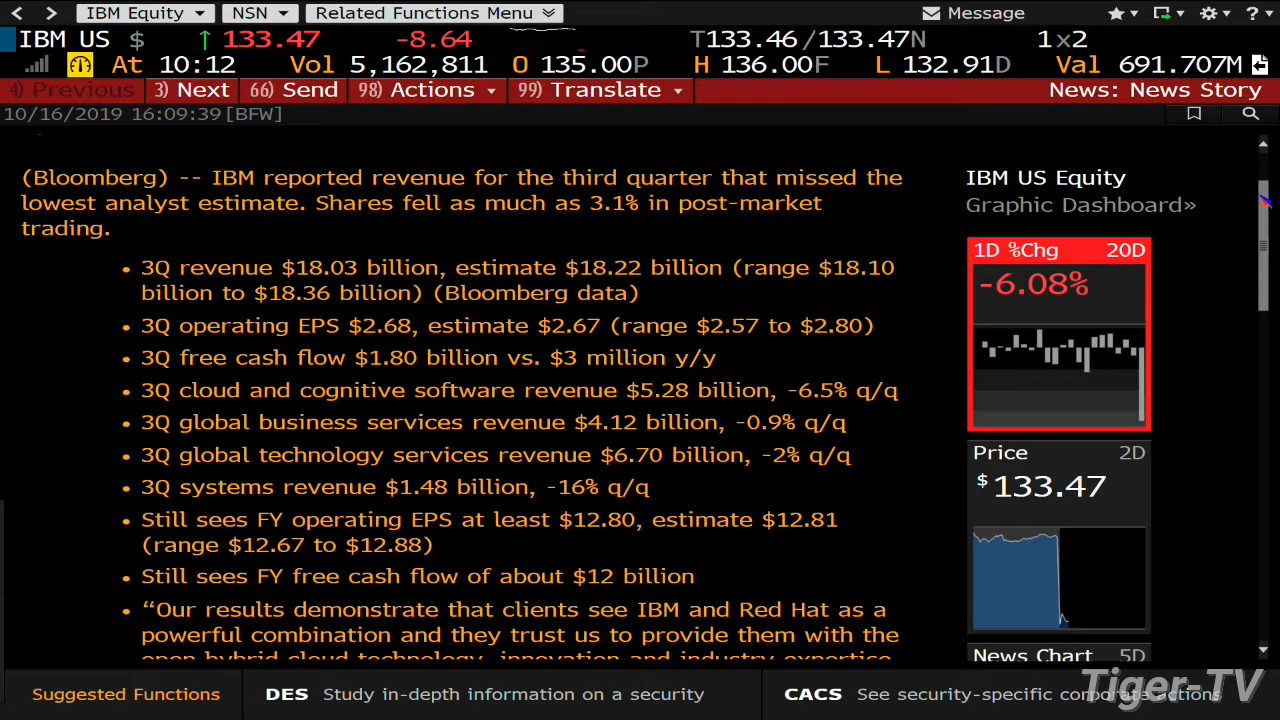 IBM Equity NSN Related Functions Menu Message ?
IBM US $ ↑ 133.47 -8.64 T133.46/133.47N 1x2
At 10:12 Vol 5,162,811 O 135.00P H 136.00F L 132.91D Val 691.707M
4) Previous 3) Next 66) Send 98) Actions 99) Translate News: News Story
10/16/2019 16:09:39 [BFW]
(Bloomberg) -- IBM reported revenue for the third quarter that missed the
lowest analyst estimate. Shares fell as much as 3.1% in post-market
trading.
• 3Q revenue $18.03 billion, estimate $18.22 billion (range $18.10
billion to $18.36 billion) (Bloomberg data)
• 3Q operating EPS $2.68, estimate $2.67 (range $2.57 to $2.80)
• 3Q free cash flow $1.80 billion vs. $3 million y/y
• 3Q cloud and cognitive software revenue $5.28 billion, -6.5% q/q
• 3Q global business services revenue $4.12 billion, -0.9% q/q
• 3Q global technology services revenue $6.70 billion, -2% q/q
• 3Q systems revenue $1.48 billion, -16% q/q
• Still sees FY operating EPS at least $12.80, estimate $12.81
(range $12.67 to $12.88)
• Still sees FY free cash flow of about $12 billion
• “Our results demonstrate that clients see IBM and Red Hat as a
powerful combination and they trust us to provide them with the
open hybrid cloud technology, innovation and industry expertise
IBM US Equity
Graphic Dashboard»
1D %Chg 20D
-6.08%
Price 2D
$133.47
News Chart 5D
Suggested Functions DES Study in-depth information on a security CACS See security-specific corporate actions
Tiger-TV